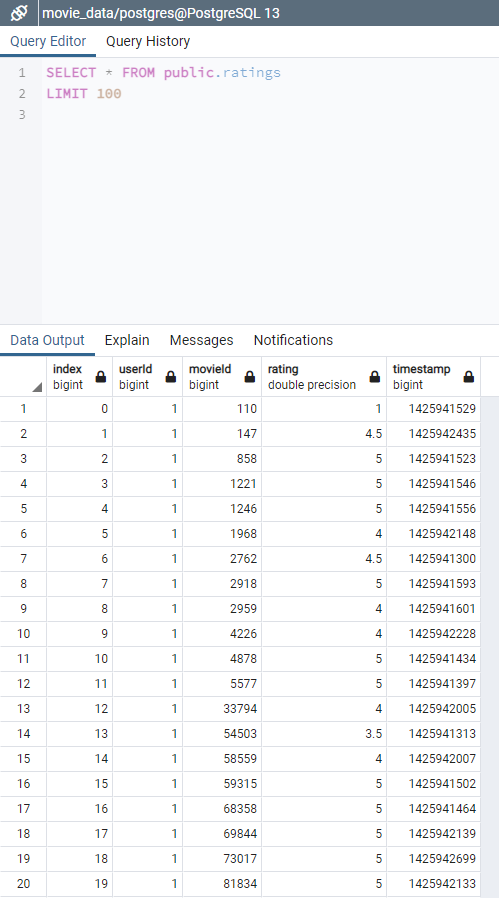 movie_data/postgres@PostgreSQL 13
Query Editor Query History
1 SELECT * FROM public.ratings
2 LIMIT 100
3
Data Output Explain Messages Notifications
index userId movieId rating timestamp
bigint bigint bigint double precision bigint
1 0 1 110 1 1425941529
2 1 1 147 4.5 1425942435
3 2 1 858 5 1425941523
4 3 1 1221 5 1425941546
5 4 1 1246 5 1425941556
6 5 1 1968 4 1425942148
7 6 1 2762 4.5 1425941300
8 7 1 2918 5 1425941593
9 8 1 2959 4 1425941601
10 9 1 4226 4 1425942228
11 10 1 4878 5 1425941434
12 11 1 5577 5 1425941397
13 12 1 33794 4 1425942005
14 13 1 54503 3.5 1425941313
15 14 1 58559 4 1425942007
16 15 1 59315 5 1425941502
17 16 1 68358 5 1425941464
18 17 1 69844 5 1425942139
19 18 1 73017 5 1425942699
20 19 1 81834 5 1425942133